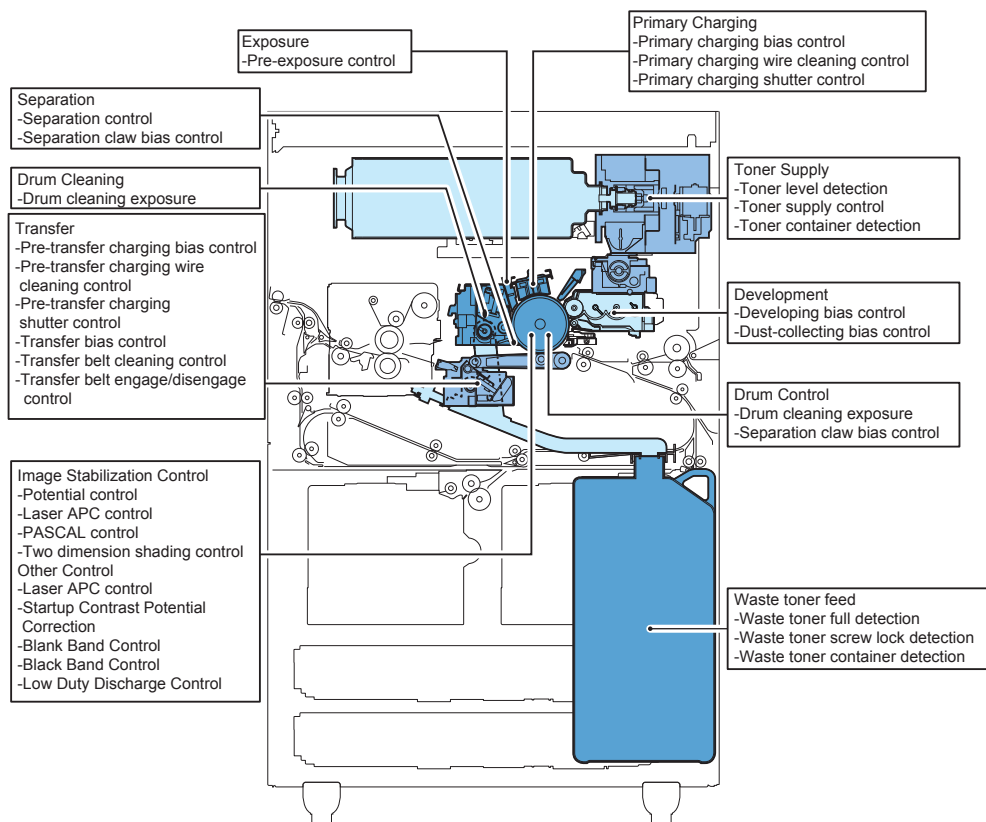 Exposure
-Pre-exposure control
Primary Charging
-Primary charging bias control
-Primary charging wire cleaning control
-Primary charging shutter control
Separation
-Separation control
-Separation claw bias control
Drum Cleaning
-Drum cleaning exposure
Transfer
-Pre-transfer charging bias control
-Pre-transfer charging wire
cleaning control
-Pre-transfer charging
shutter control
-Transfer bias control
-Transfer belt cleaning control
-Transfer belt engage/disengage
control
Toner Supply
-Toner level detection
-Toner supply control
-Toner container detection
Development
-Developing bias control
-Dust-collecting bias control
Drum Control
-Drum cleaning exposure
-Separation claw bias control
Image Stabilization Control
-Potential control
-Laser APC control
-PASCAL control
-Two dimension shading control
Other Control
-Laser APC control
-Startup Contrast Potential
Correction
-Blank Band Control
-Black Band Control
-Low Duty Discharge Control
Waste toner feed
-Waste toner full detection
-Waste toner screw lock detection
-Waste toner container detection